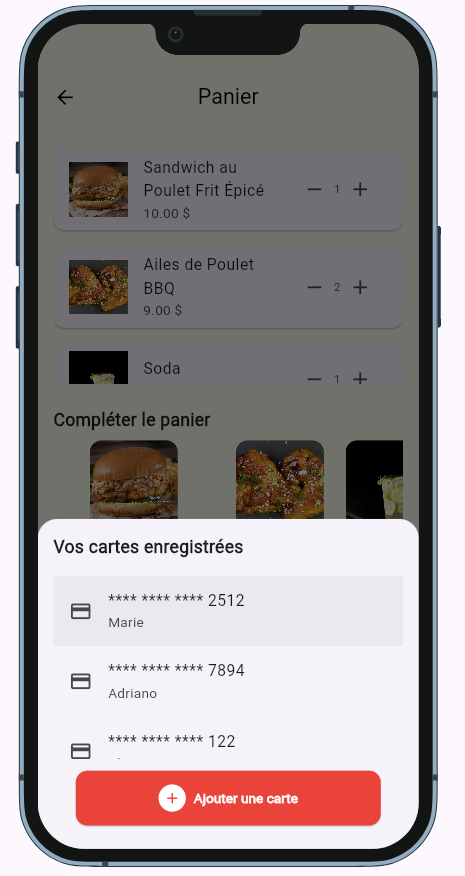 Panier
Sandwich au
Poulet Frit Épicé
10.00 $
1
Ailes de Poulet
BBQ
9.00 $
2
Soda
1
Compléter le panier
Vos cartes enregistrées
**** **** **** 2512
Marie
**** **** **** 7894
Adriano
**** **** **** 122
Ajouter une carte